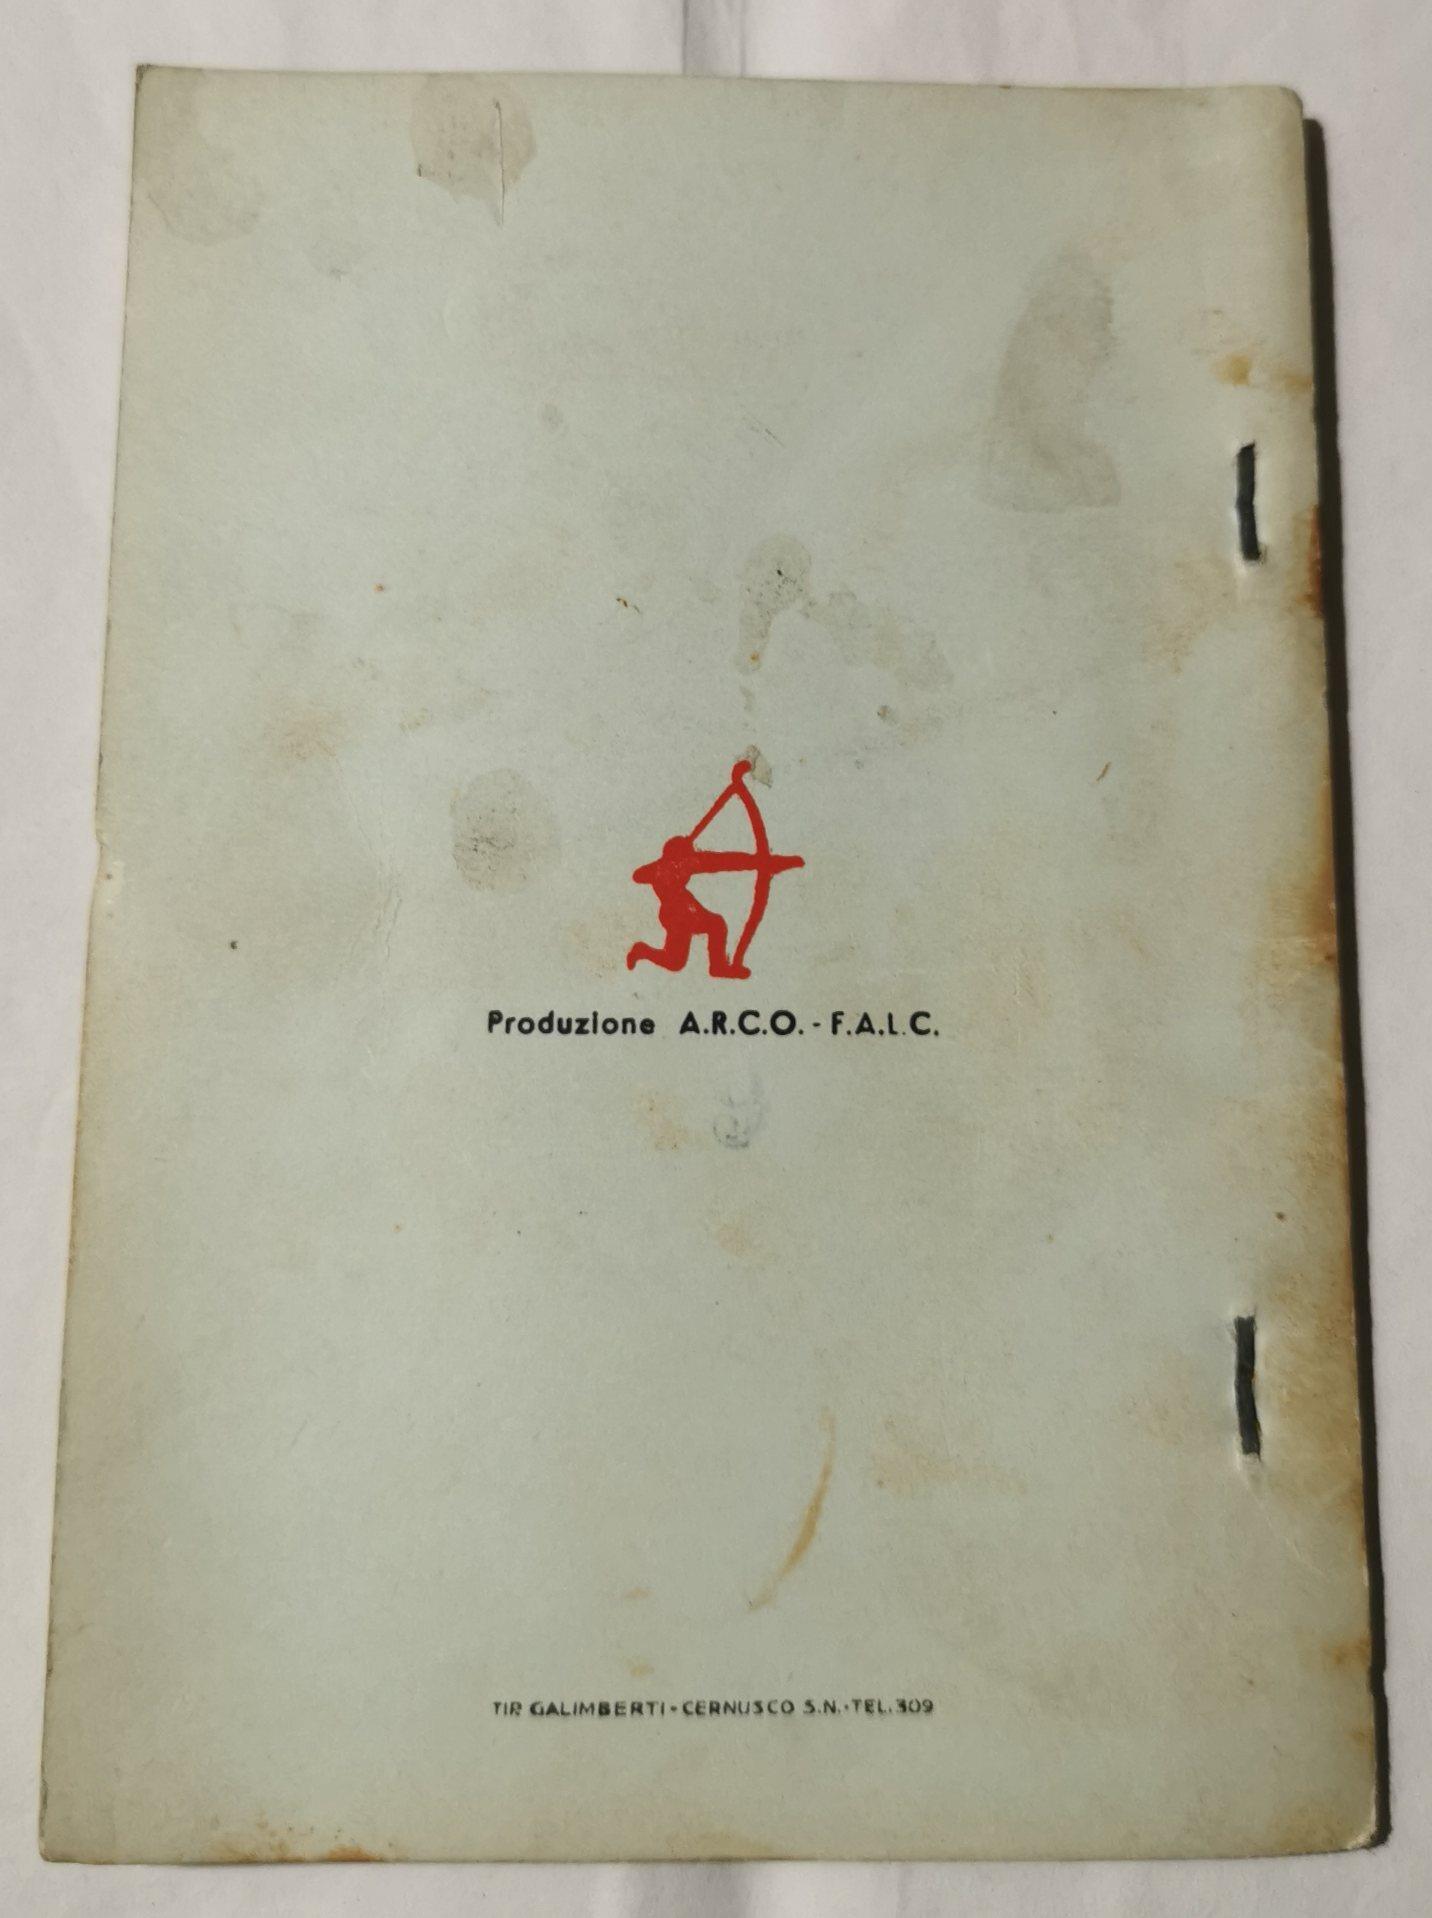 Produzione A.R.C.O. - F.A.L.C.
TIP. GALIMBERTI - CERNUSCO S.N. - TEL. 309